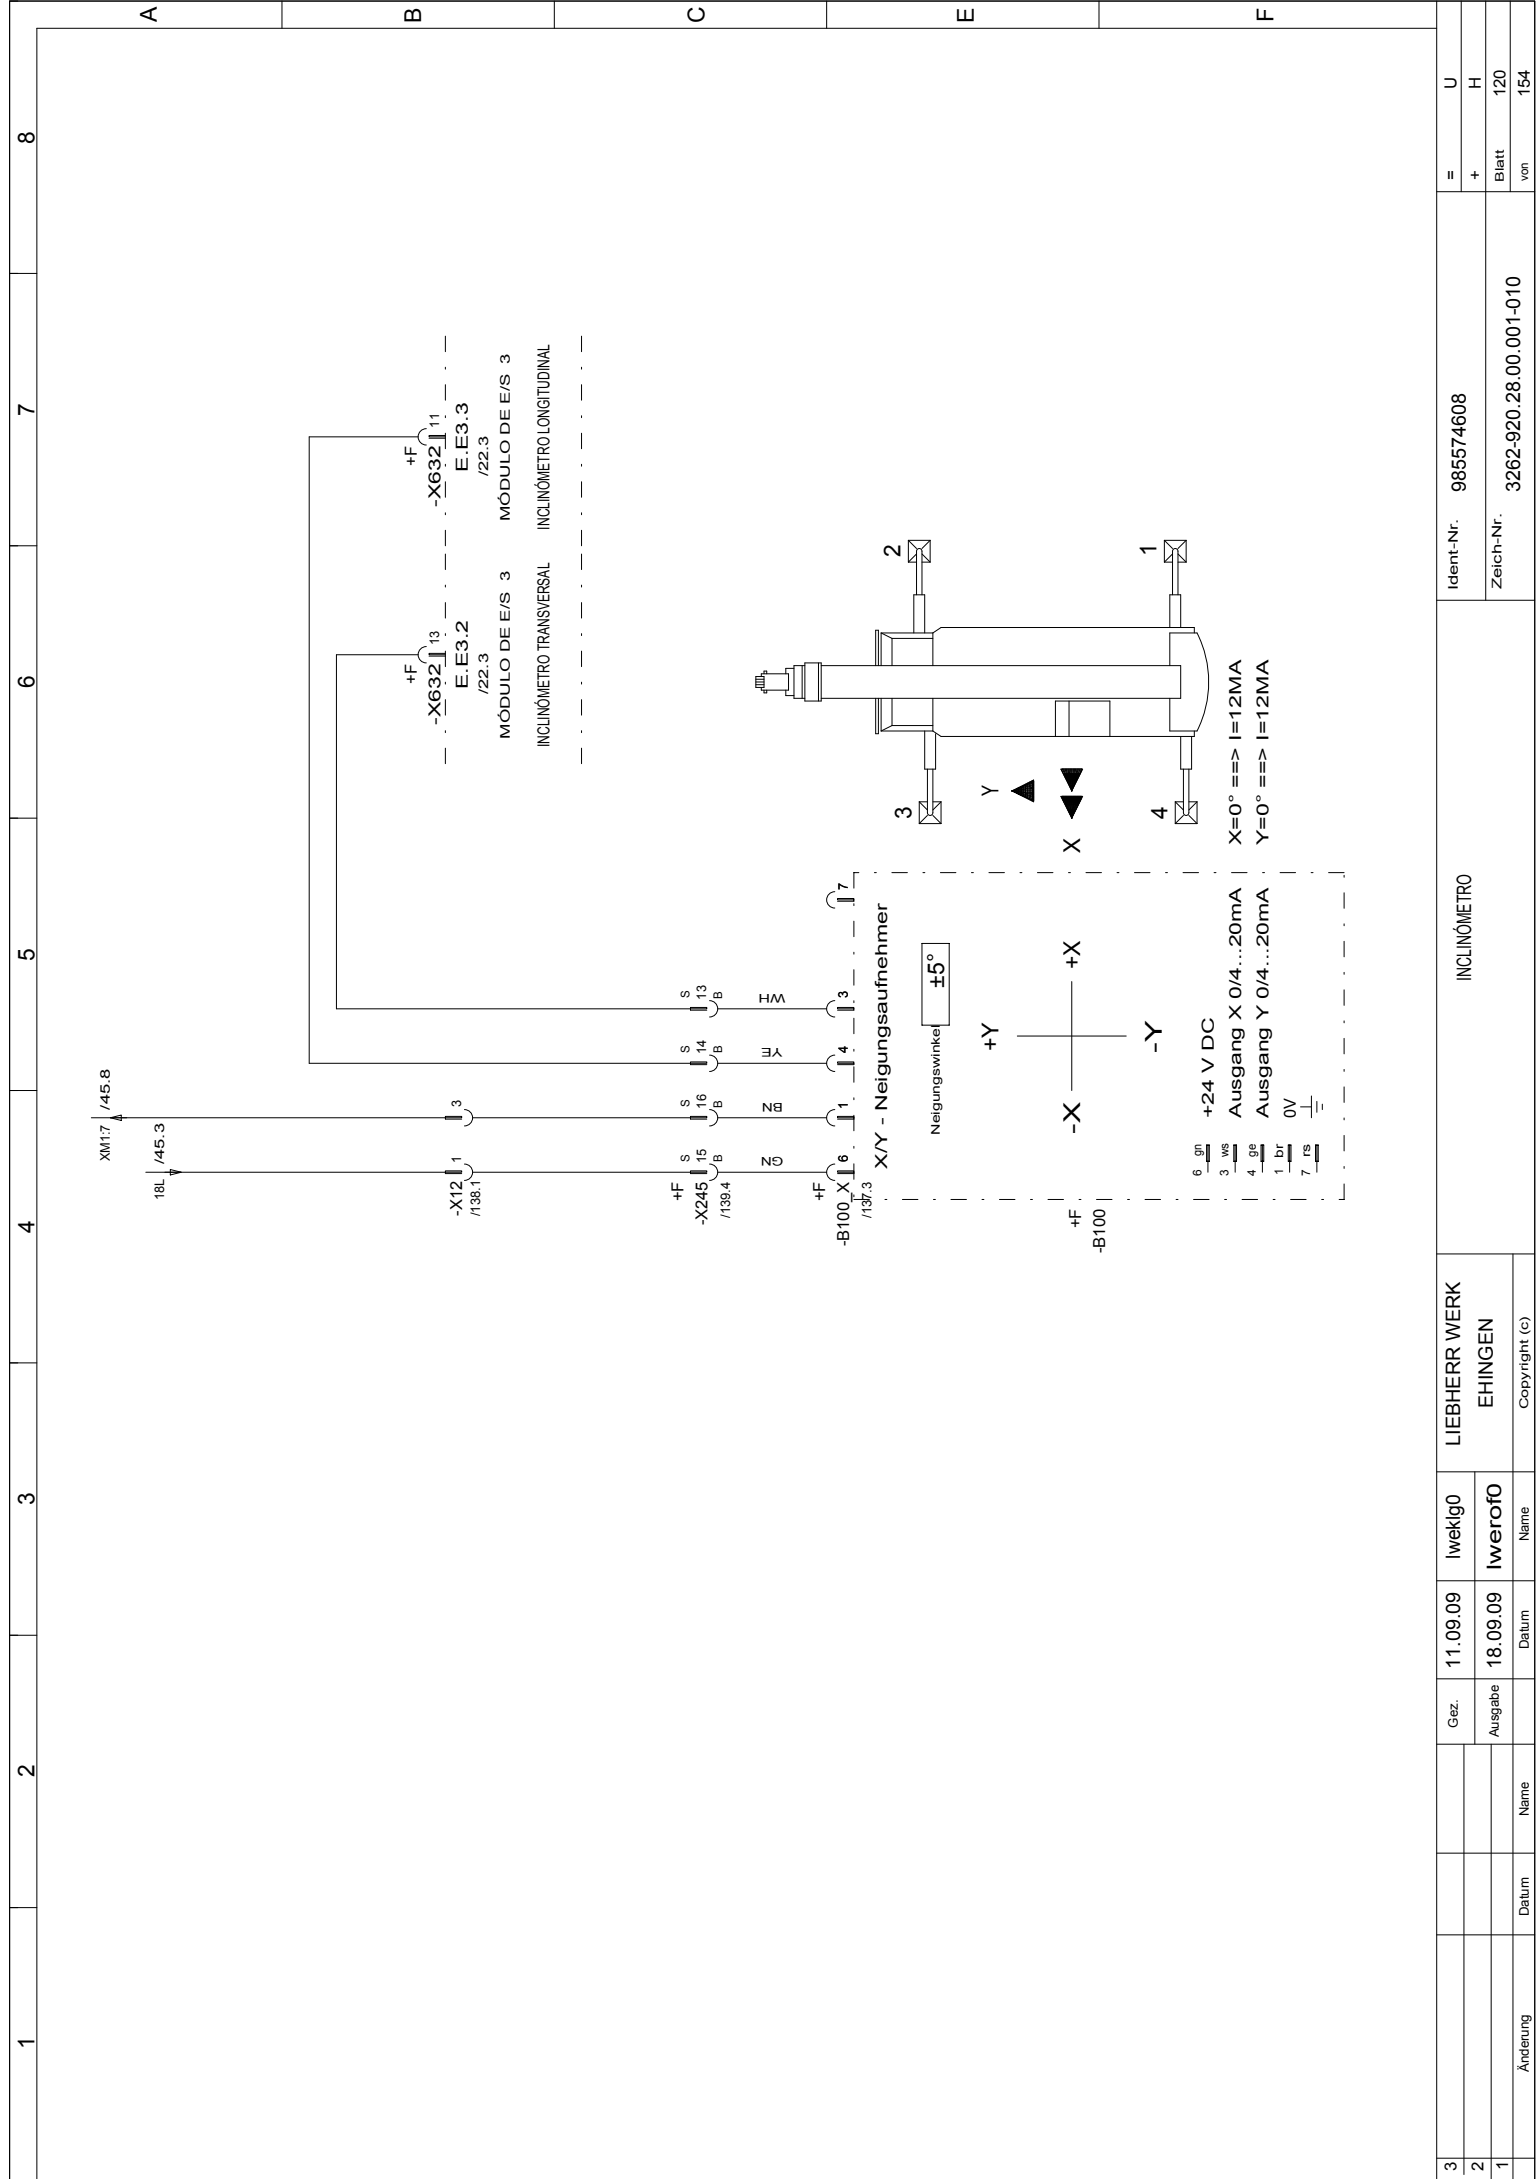 1 2 3 4 5 6 7 8
A
B
C
E
F
XM1:7 /45.8
18L /45.3
-X12 1 3
/138.1
+F
-X245
/139.4
S S S S
15 16 14 13
B B B B
GN BN YE WH
+F
-B100_X 6 1 4 3 7
/137.3
+F
-X632 13
E.E3.2
/22.3
MÓDULO DE E/S 3
INCLINÓMETRO TRANSVERSAL
+F
-X632 11
E.E3.3
/22.3
MÓDULO DE E/S 3
INCLINÓMETRO LONGITUDINAL
X/Y - Neigungsaufnehmer
Neigungswinkel ±5°
+Y
-X +X
-Y
+F
-B100
6 gn +24 V DC
3 ws Ausgang X 0/4...20mA X=0° ==> I=12MA
4 ge Ausgang Y 0/4...20mA Y=0° ==> I=12MA
1 br 0V
7 rs
3 2
Y
X
4 1
3
2
1
Änderung Datum Name
Gez. 11.09.09 lweklg0
Ausgabe 18.09.09 lwerof0
Datum Name
LIEBHERR WERK
EHINGEN
Copyright (c)
INCLINÓMETRO
Ident-Nr. 985574608
Zeich-Nr. 3262-920.28.00.001-010
= U
+ H
Blatt 120
von 154